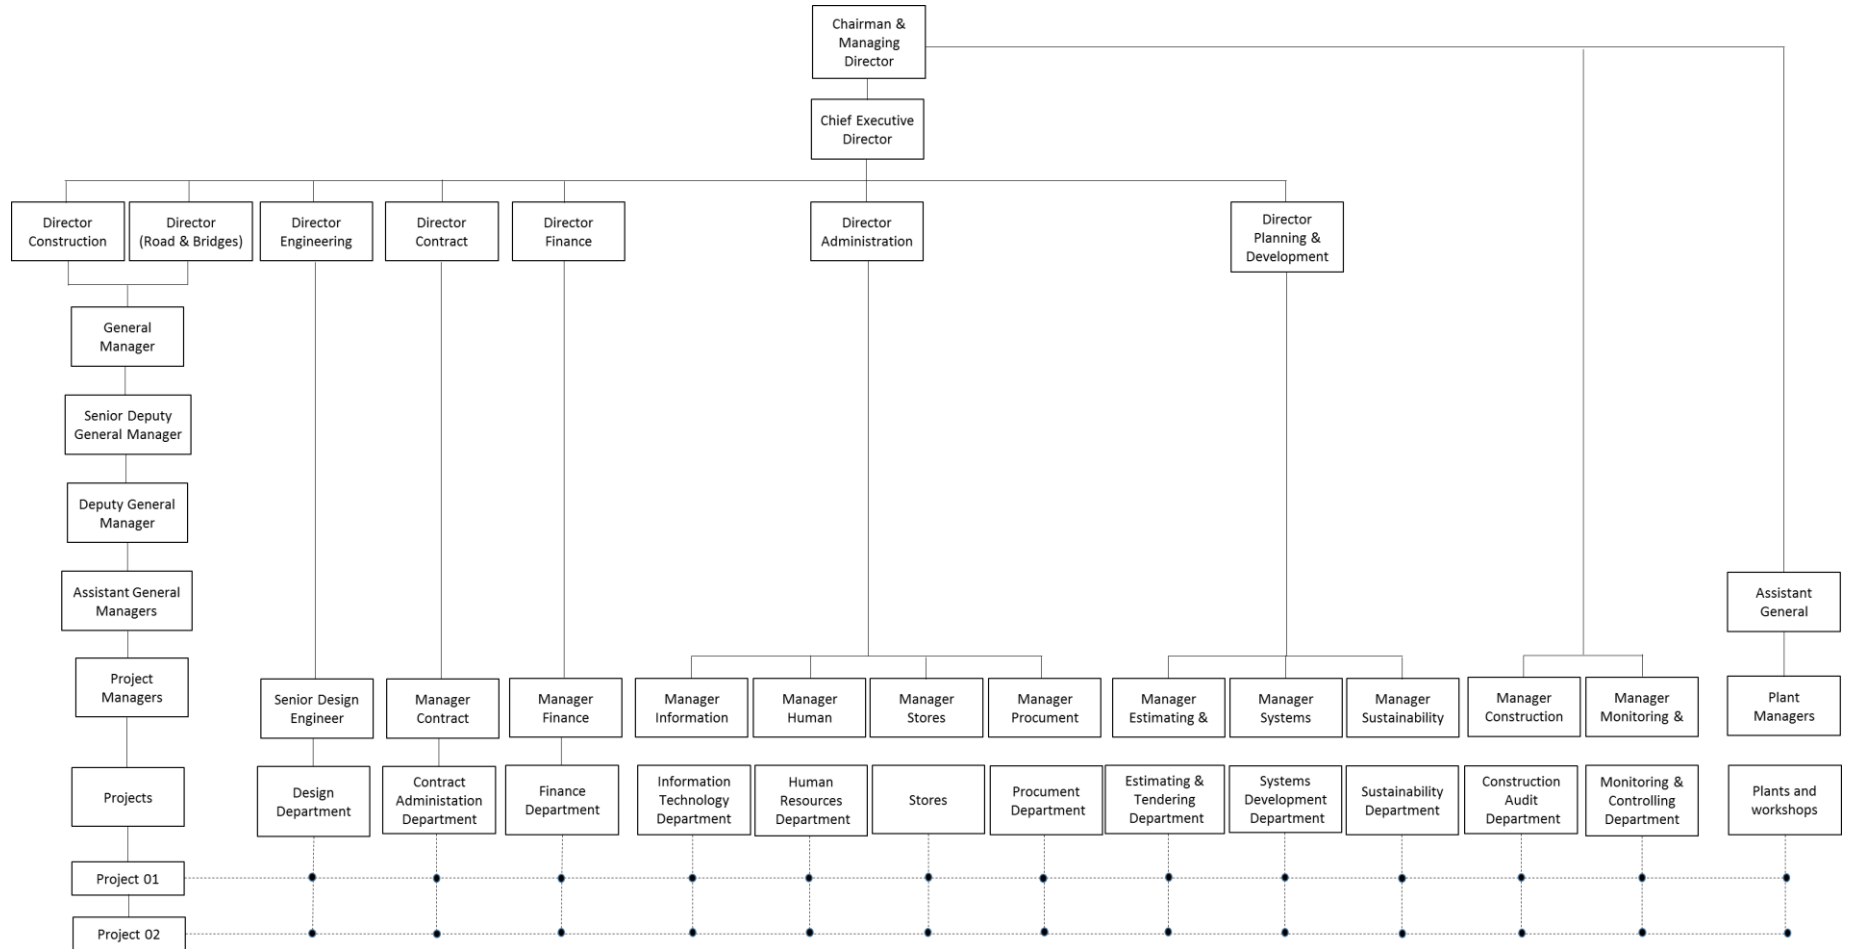 Chairman &
Managing
Director
Chief Executive
Director
Director
Construction
Director
(Road & Bridges)
Director
Engineering
Director
Contract
Director
Finance
Director
Administration
Director
Planning &
Development
General
Manager
Senior Deputy
General Manager
Deputy General
Manager
Assistant General
Managers
Assistant
General
Project
Managers
Senior Design
Engineer
Manager
Contract
Manager
Finance
Manager
Information
Manager
Human
Manager
Stores
Manager
Procument
Manager
Estimating &
Manager
Systems
Manager
Sustainability
Manager
Construction
Manager
Monitoring &
Plant
Managers
Projects
Design
Department
Contract
Administation
Department
Finance
Department
Information
Technology
Department
Human
Resources
Department
Stores
Procument
Department
Estimating &
Tendering
Department
Systems
Development
Department
Sustainability
Department
Construction
Audit
Department
Monitoring &
Controlling
Department
Plants and
workshops
Project 01
Project 02